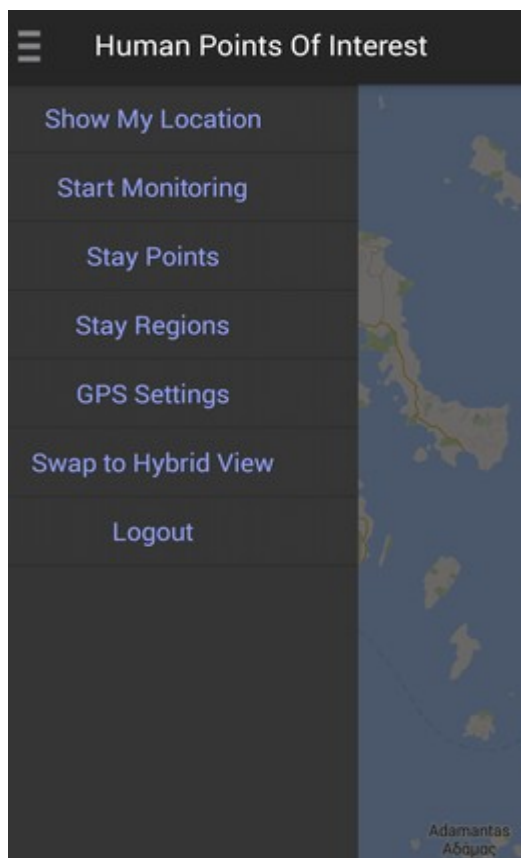 Human Points Of Interest
Show My Location
Start Monitoring
Stay Points
Stay Regions
GPS Settings
Swap to Hybrid View
Logout
Adamantas
Αδάμας